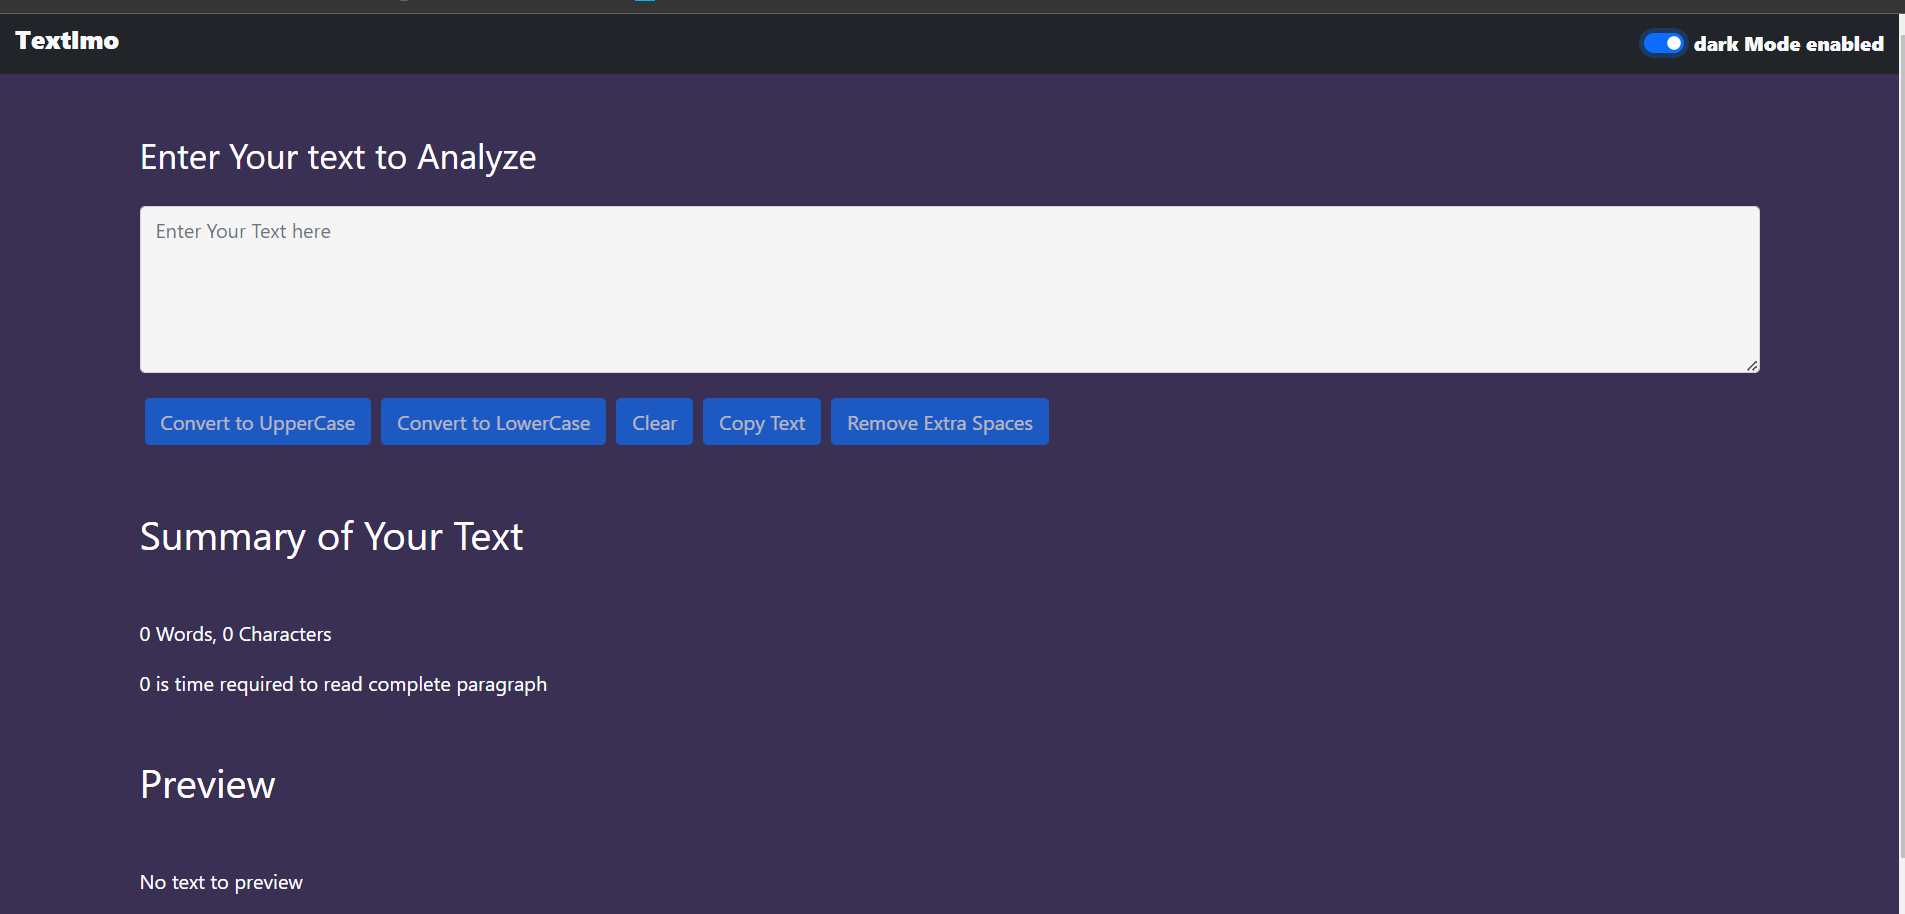 TextImo
dark Mode enabled
Enter Your text to Analyze
Enter Your Text here
Convert to UpperCase
Convert to LowerCase
Clear
Copy Text
Remove Extra Spaces
Summary of Your Text
0 Words, 0 Characters
0 is time required to read complete paragraph
Preview
No text to preview